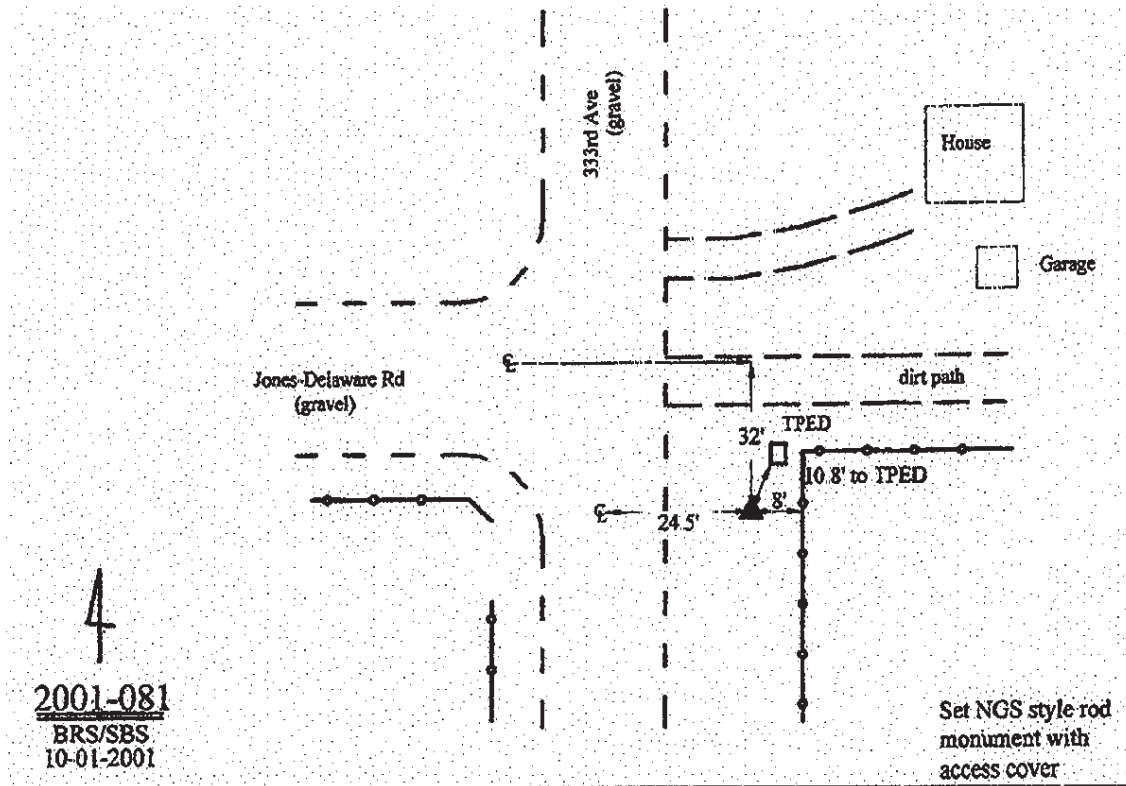 333rd Ave
(gravel)
House
Garage
℄
Jones-Delaware Rd
(gravel)
dirt path
TPED
32'
10.8' to TPED
8'
℄
24.5'
2001-081
BRS/SBS
10-01-2001
Set NGS style rod
monument with
access cover